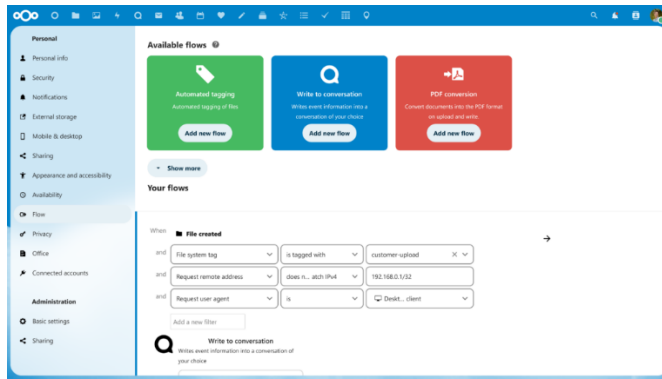 Personal
Personal info
Security
Notifications
External storage
Mobile & desktop
Sharing
Appearance and accessibility
Availability
Flow
Privacy
Office
Connected accounts
Administration
Basic settings
Sharing
Available flows
Automated tagging
Automated tagging of files
Add new flow
Write to conversation
Writes event information into a
conversation of your choice
Add new flow
PDF conversion
Convert documents into the PDF format
on upload and write.
Add new flow
Show more
Your flows
When
File created
and
File system tag
is tagged with
customer-upload
and
Request remote address
does n... atch IPv4
192.168.0.1/32
and
Request user agent
is
Deskt... client
Add a new filter
Write to conversation
Writes event information into a conversation of
your choice